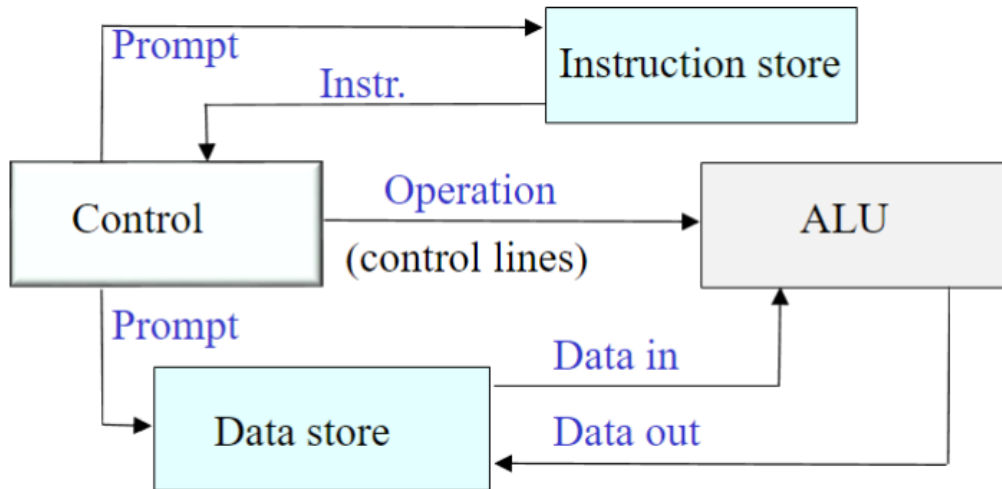 Prompt
Instruction store
Instr.
Control
Operation
(control lines)
ALU
Prompt
Data in
Data store
Data out